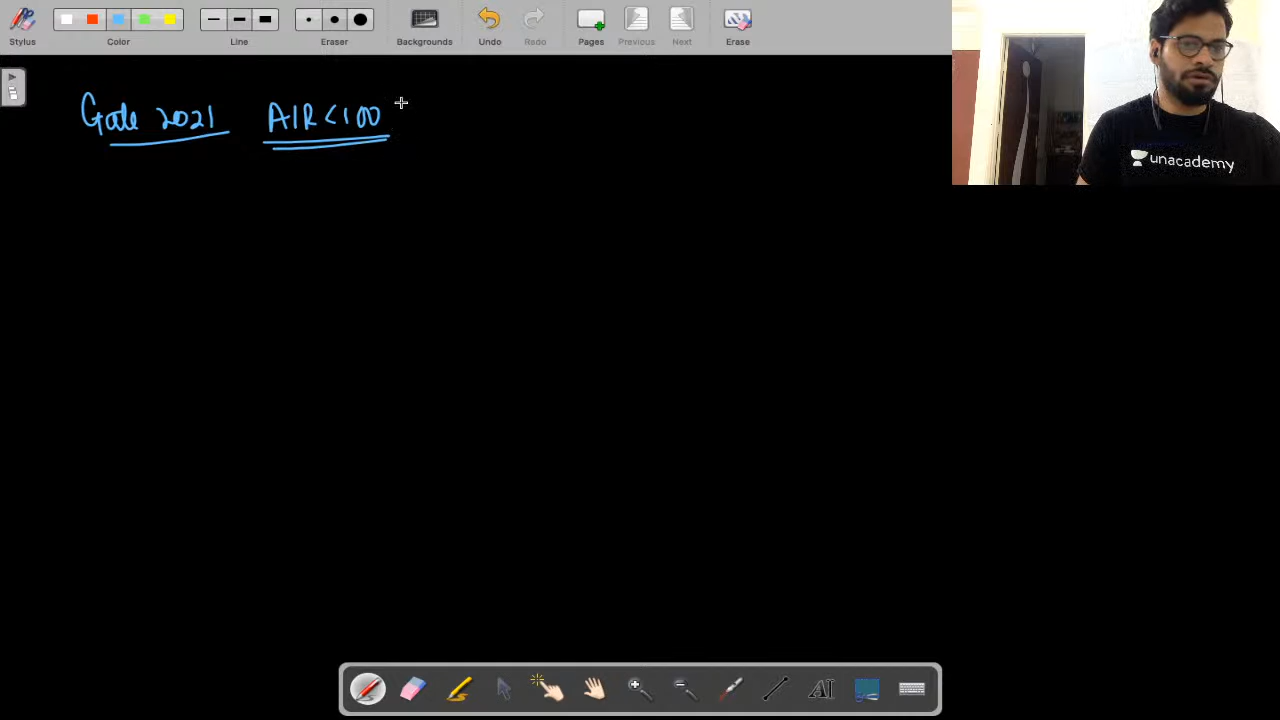 Stylus
Color
Line
Eraser
Backgrounds
Undo
Redo
Pages
Previous
Next
Erase
Gate 2021 AIR < 100
unacademy